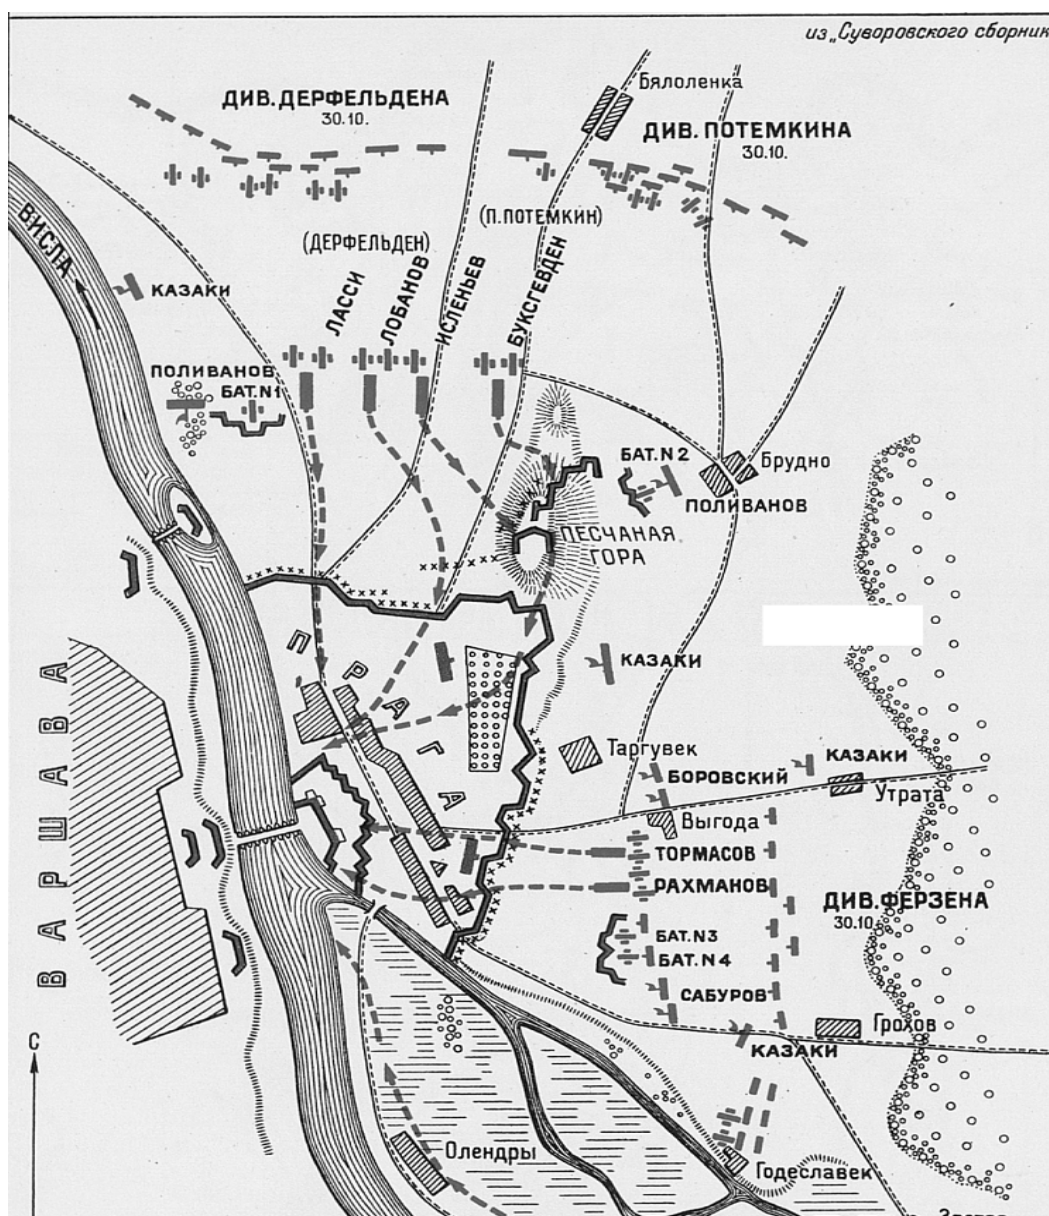 из „Суворовского сборник
Бялоленка
ДИВ. ДЕРФЕЛЬДЕНА
30.10.
ДИВ. ПОТЕМКИНА
30.10.
ВИСЛА
(П. ПОТЕМКИН)
(ДЕРФЕЛЬДЕН)
КАЗАКИ
ЛАССИ
ЛОБАНОВ
ИСЛЕНЬЕВ
БУКСГЕВДЕН
ПОЛИВАНОВ
БАТ. N1
БАТ. N2
Брудно
ПОЛИВАНОВ
ПЕСЧАНАЯ
ГОРА
ПРАГА
КАЗАКИ
ВАРШАВА
Таргувек
КАЗАКИ
БОРОВСКИЙ
Утрата
Выгода
ТОРМАСОВ
РАХМАНОВ
ДИВ. ФЕРЗЕНА
30.10.
БАТ. N3
БАТ. N4
САБУРОВ
Грохов
КАЗАКИ
С
Олендры
Годеславек